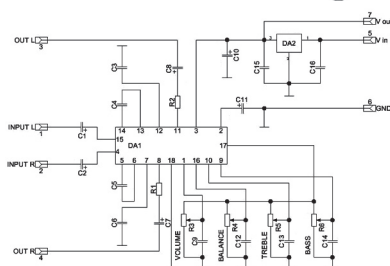 7
V ou
OUT L
3
C8
C10
1
DA2
3
2
5
V in
C3
C15
C16
C4
R2
C11
6
GND
14 13 12 11 3 2
INPUT L
1
C1
15
DA1
17
INPUT R
2
C2
4
5 6 7 8 18 1 16 10 9
C5
R1
C6
C7
VOLUME
R3
C9
BALANCE
R4
C12
TREBLE
R5
C13
BASS
R6
C14
OUT R
4